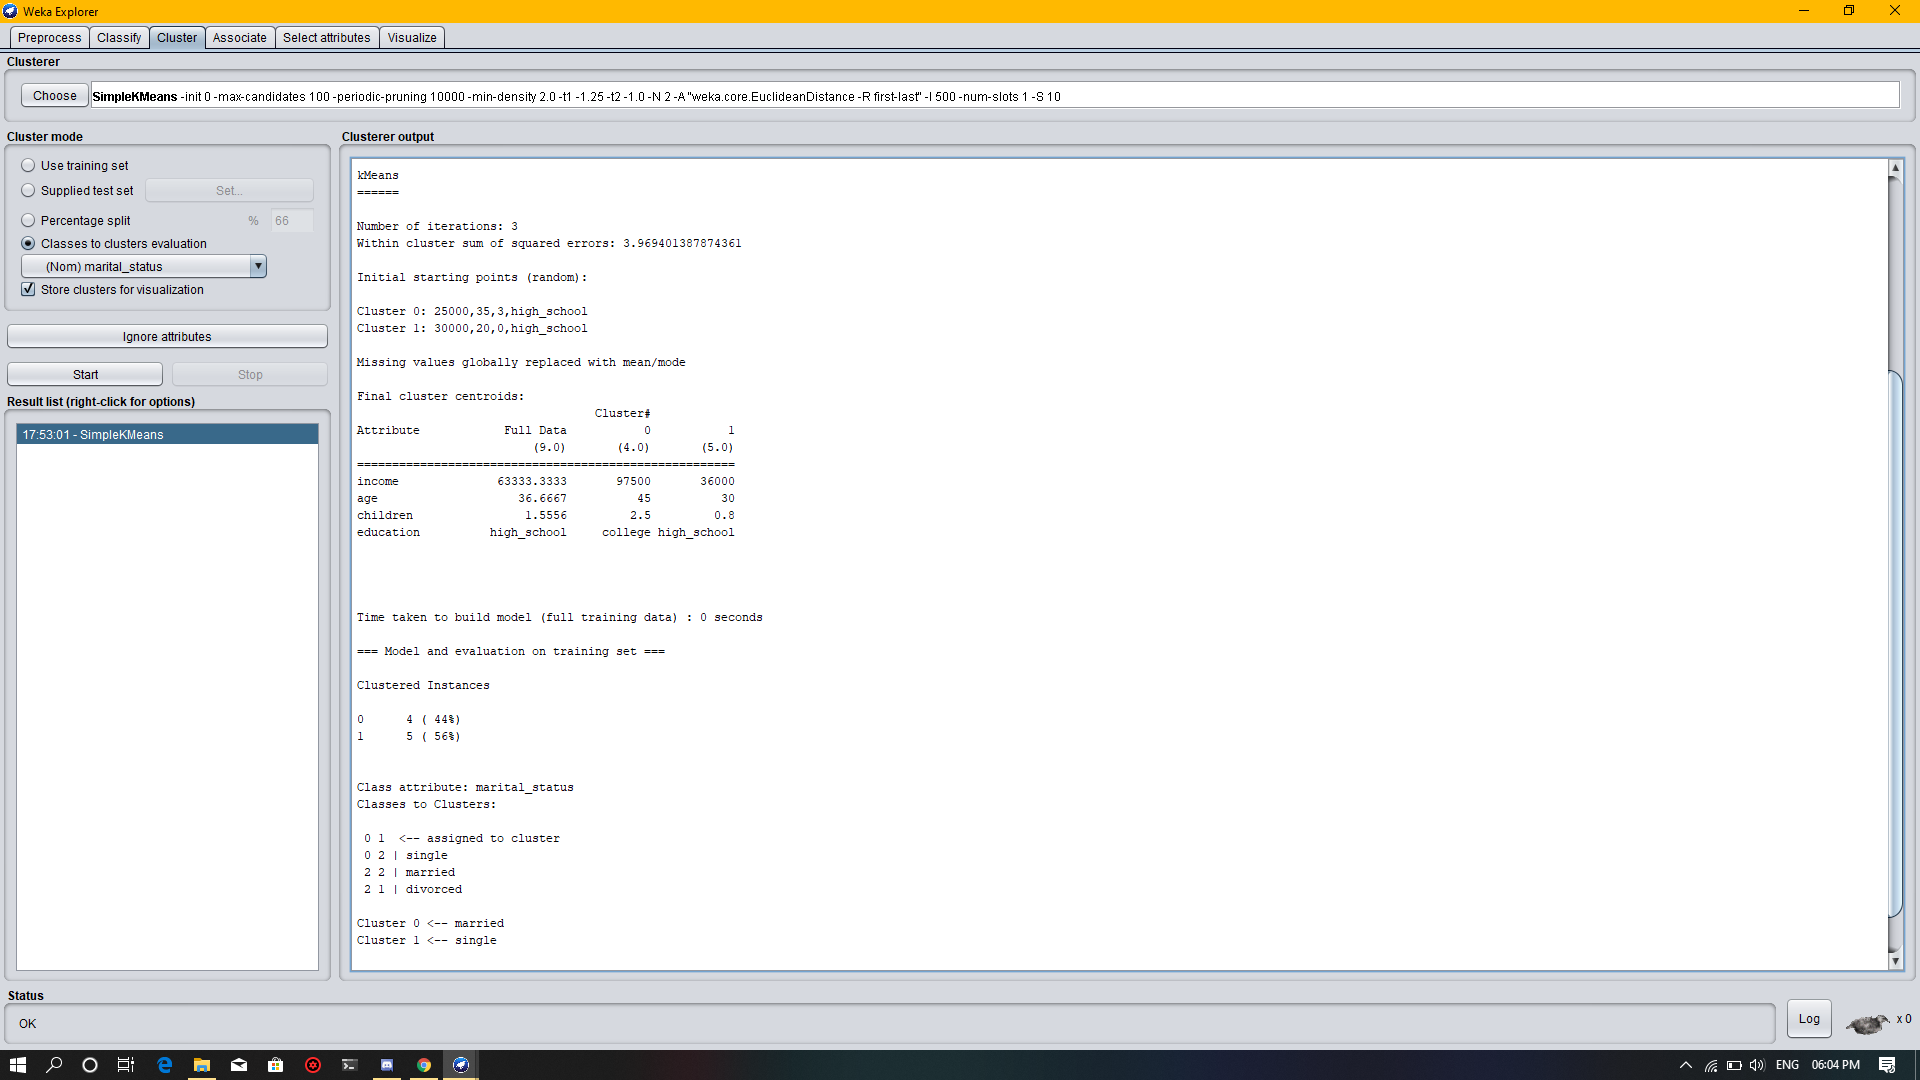 Weka Explorer
Preprocess Classify Cluster Associate Select attributes Visualize
Clusterer
Choose SimpleKMeans -init 0 -max-candidates 100 -periodic-pruning 10000 -min-density 2.0 -t1 -1.25 -t2 -1.0 -N 2 -A "weka.core.EuclideanDistance -R first-last" -I 500 -num-slots 1 -S 10
Cluster mode
Use training set
Supplied test set Set...
Percentage split % 66
Classes to clusters evaluation
(Nom) marital_status
Store clusters for visualization
Ignore attributes
Start Stop
Result list (right-click for options)
17:53:01 - SimpleKMeans
Clusterer output
kMeans
======
Number of iterations: 3
Within cluster sum of squared errors: 3.969401387874361
Initial starting points (random):
Cluster 0: 25000,35,3,high_school
Cluster 1: 30000,20,0,high_school
Missing values globally replaced with mean/mode
Final cluster centroids:
Cluster#
Attribute Full Data 0 1
(9.0) (4.0) (5.0)
======================================================
income 63333.3333 97500 36000
age 36.6667 45 30
children 1.5556 2.5 0.8
education high_school college high_school
Time taken to build model (full training data) : 0 seconds
=== Model and evaluation on training set ===
Clustered Instances
0 4 ( 44%)
1 5 ( 56%)
Class attribute: marital_status
Classes to Clusters:
0 1 <-- assigned to cluster
0 2 | single
2 2 | married
2 1 | divorced
Cluster 0 <-- married
Cluster 1 <-- single
Status
OK
Log x 0
ENG 06:04 PM